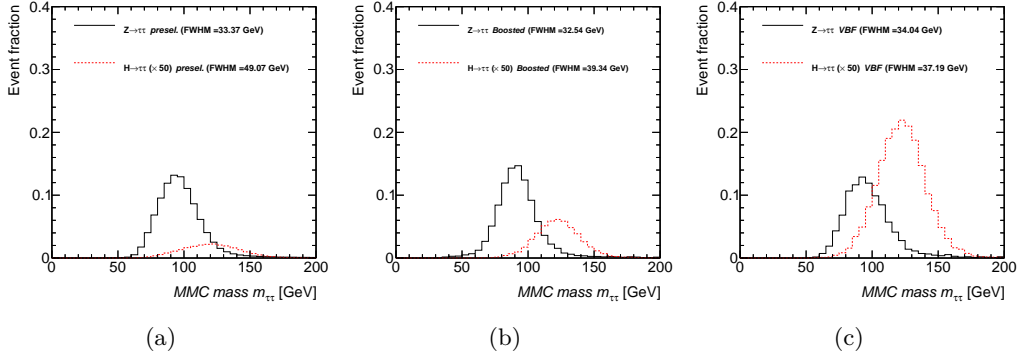 Event fraction
0.4
0.3
0.2
0.1
0
Z→ττ presel. (FWHM =33.37 GeV)
H→ττ (× 50) presel. (FWHM =49.07 GeV)
0 50 100 150 200
MMC mass mττ [GeV]
(a)
Event fraction
0.4
0.3
0.2
0.1
0
Z→ττ Boosted (FWHM =32.54 GeV)
H→ττ (× 50) Boosted (FWHM =39.34 GeV)
0 50 100 150 200
MMC mass mττ [GeV]
(b)
Event fraction
0.4
0.3
0.2
0.1
0
Z→ττ VBF (FWHM =34.04 GeV)
H→ττ (× 50) VBF (FWHM =37.19 GeV)
0 50 100 150 200
MMC mass mττ [GeV]
(c)